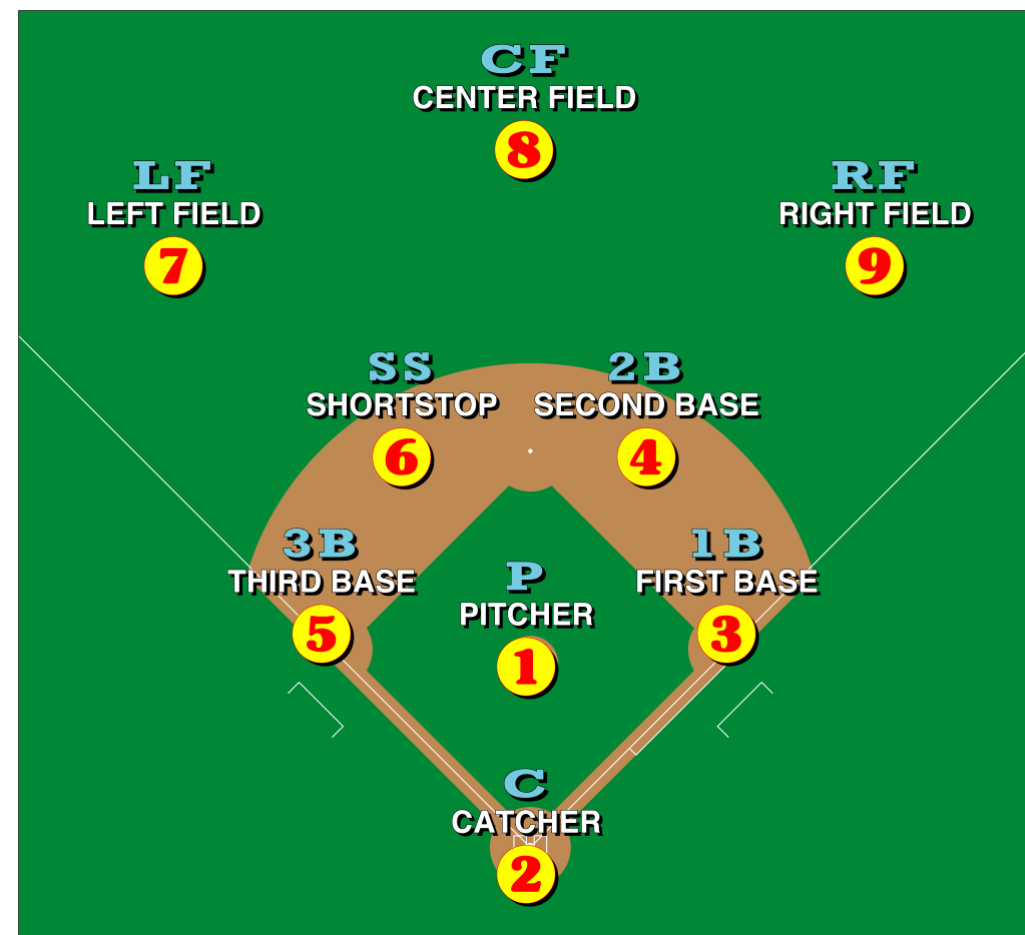 CF
CENTER FIELD
8
LF
LEFT FIELD
7
RF
RIGHT FIELD
9
SS
SHORTSTOP
6
2B
SECOND BASE
4
3B
THIRD BASE
5
P
PITCHER
1
1B
FIRST BASE
3
C
CATCHER
2